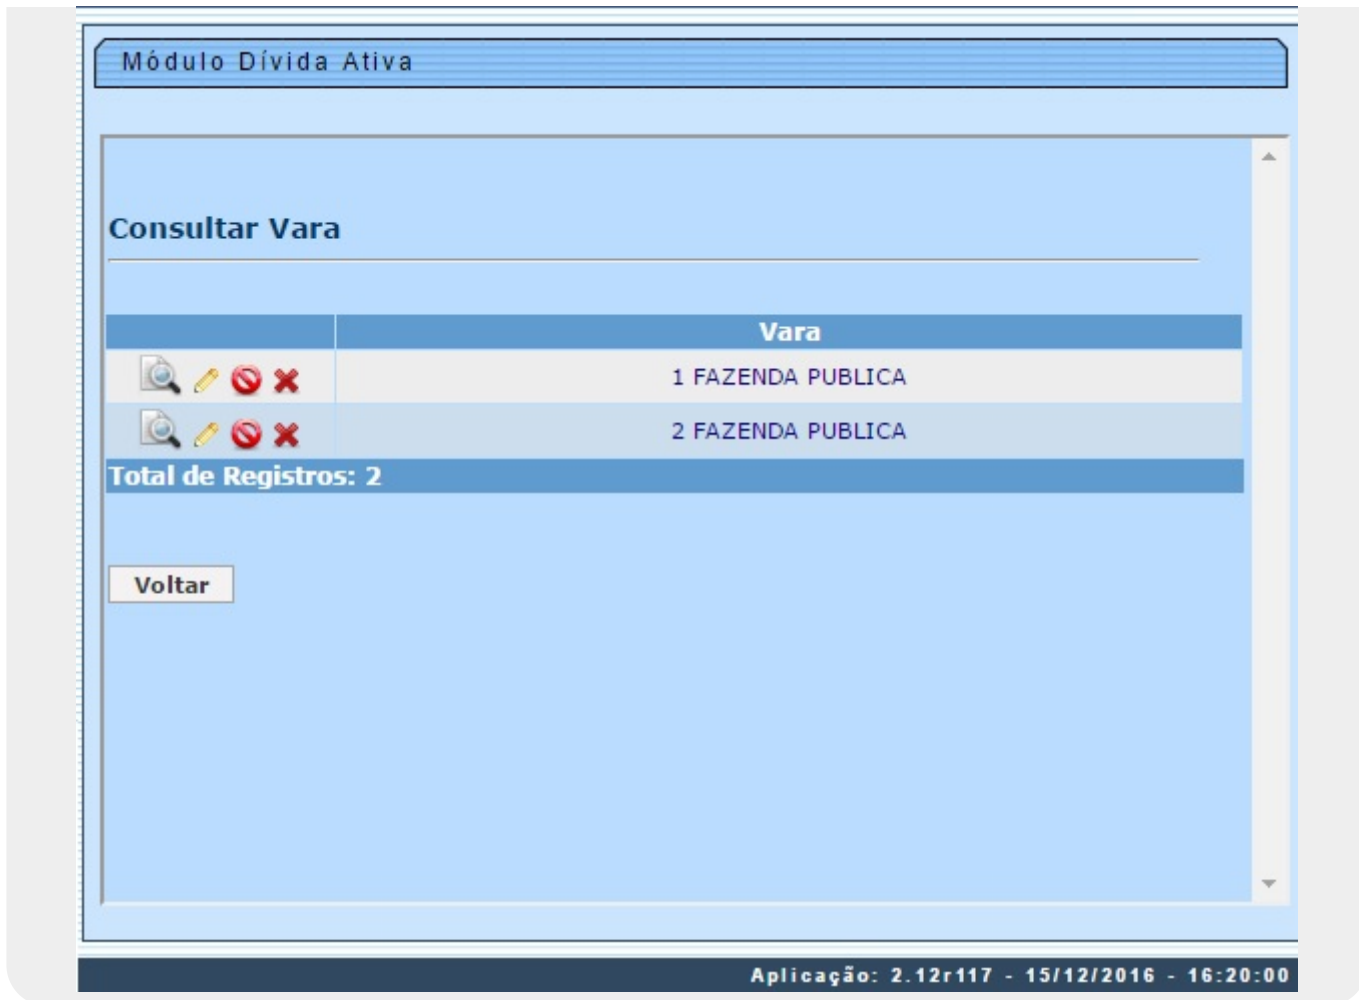 Módulo Dívida Ativa
Consultar Vara
Vara
1 FAZENDA PUBLICA
2 FAZENDA PUBLICA
Total de Registros: 2
Voltar
Aplicação: 2.12r117 - 15/12/2016 - 16:20:00